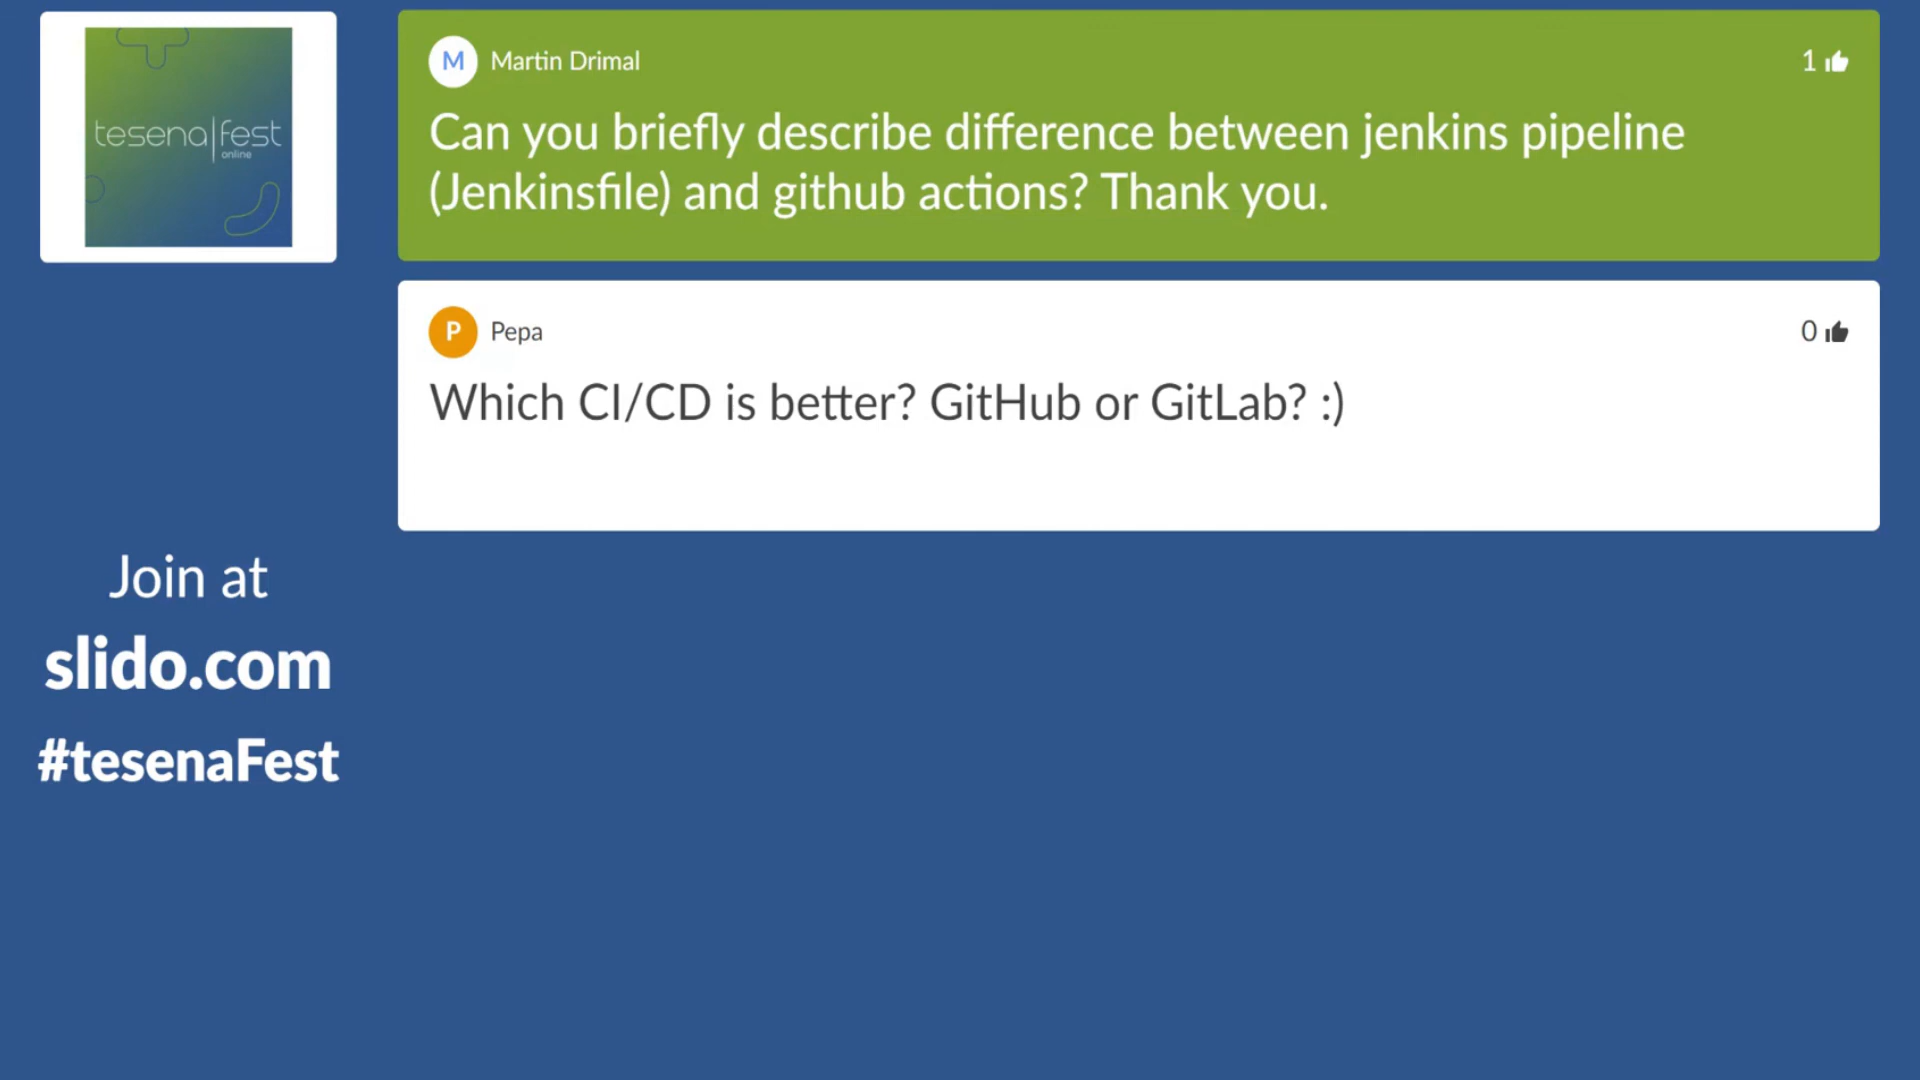 tesena|fest
online
M Martin Drimal 1
Can you briefly describe difference between jenkins pipeline
(Jenkinsfile) and github actions? Thank you.
P Pepa 0
Which CI/CD is better? GitHub or GitLab? :)
Join at
slido.com
#tesenaFest